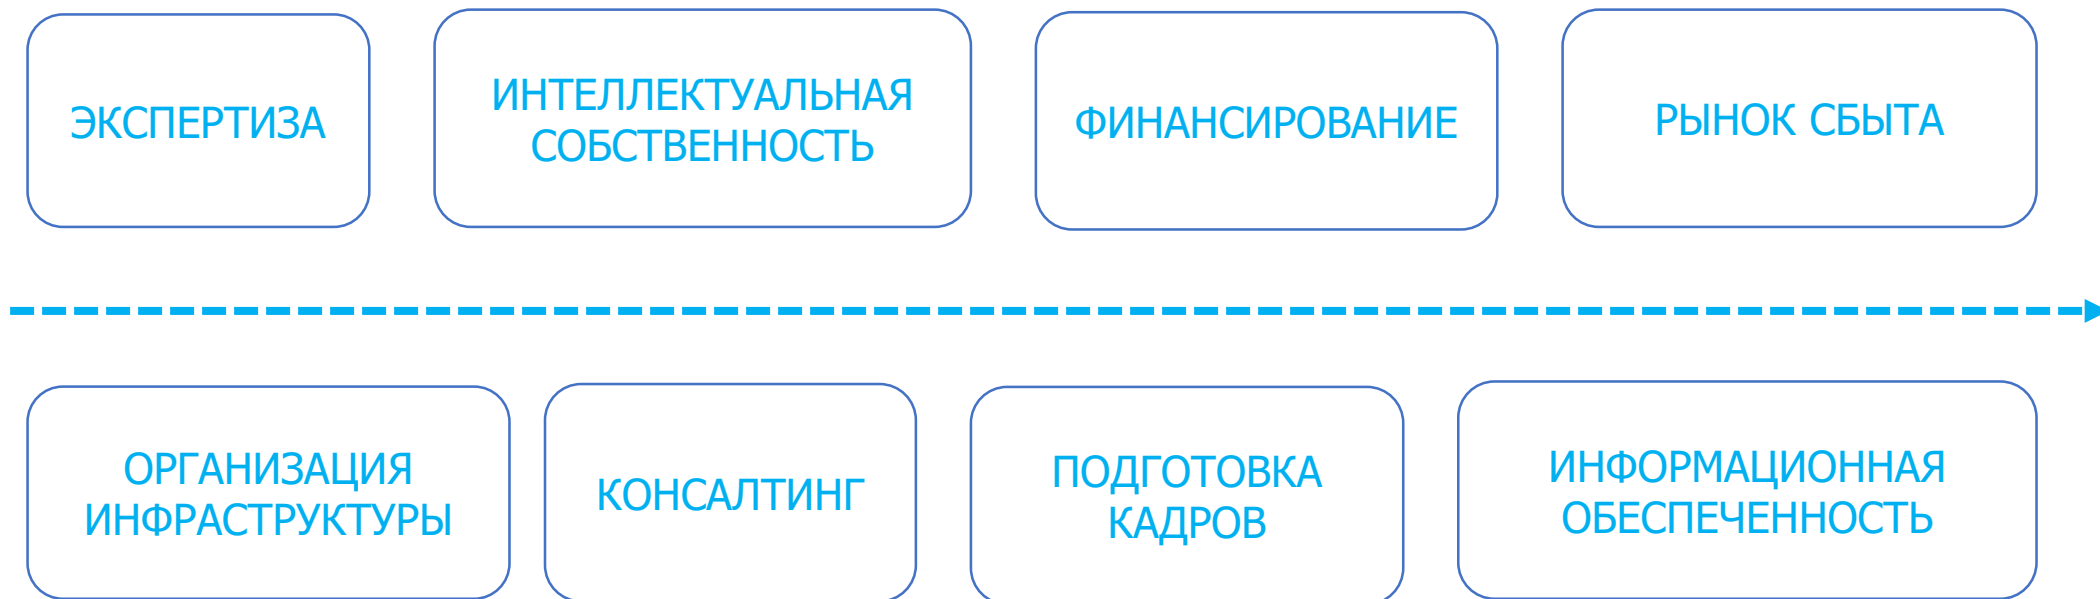 ЭКСПЕРТИЗА
ИНТЕЛЛЕКТУАЛЬНАЯ
СОБСТВЕННОСТЬ
ФИНАНСИРОВАНИЕ
РЫНОК СБЫТА
ОРГАНИЗАЦИЯ
ИНФРАСТРУКТУРЫ
КОНСАЛТИНГ
ПОДГОТОВКА
КАДРОВ
ИНФОРМАЦИОННАЯ
ОБЕСПЕЧЕННОСТЬ